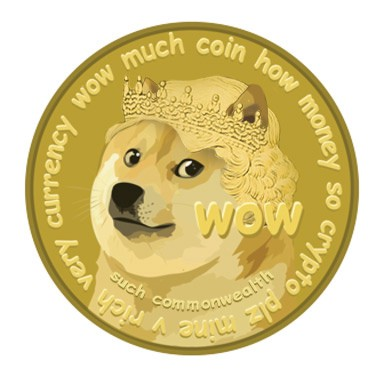 very currency wow much coin how money so crypto plz mine v rich
wow
such commonwealth